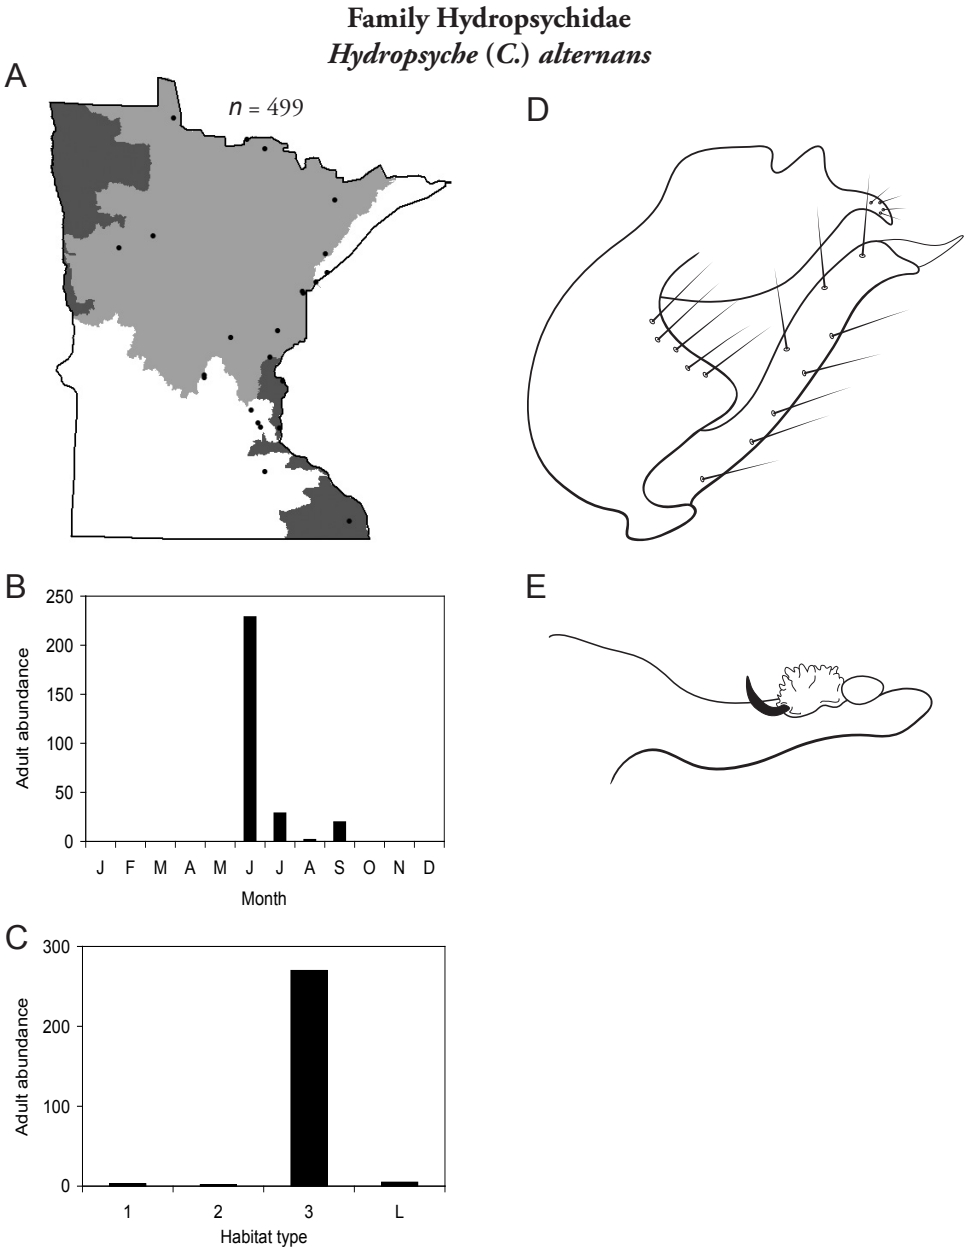 Family Hydropsychidae
Hydropsyche (C.) alternans
A
n = 499
D
B
250
200
150
100
50
0
Adult abundance
J F M A M J J A S O N D
Month
E
C
300
200
100
0
Adult abundance
1 2 3 L
Habitat type